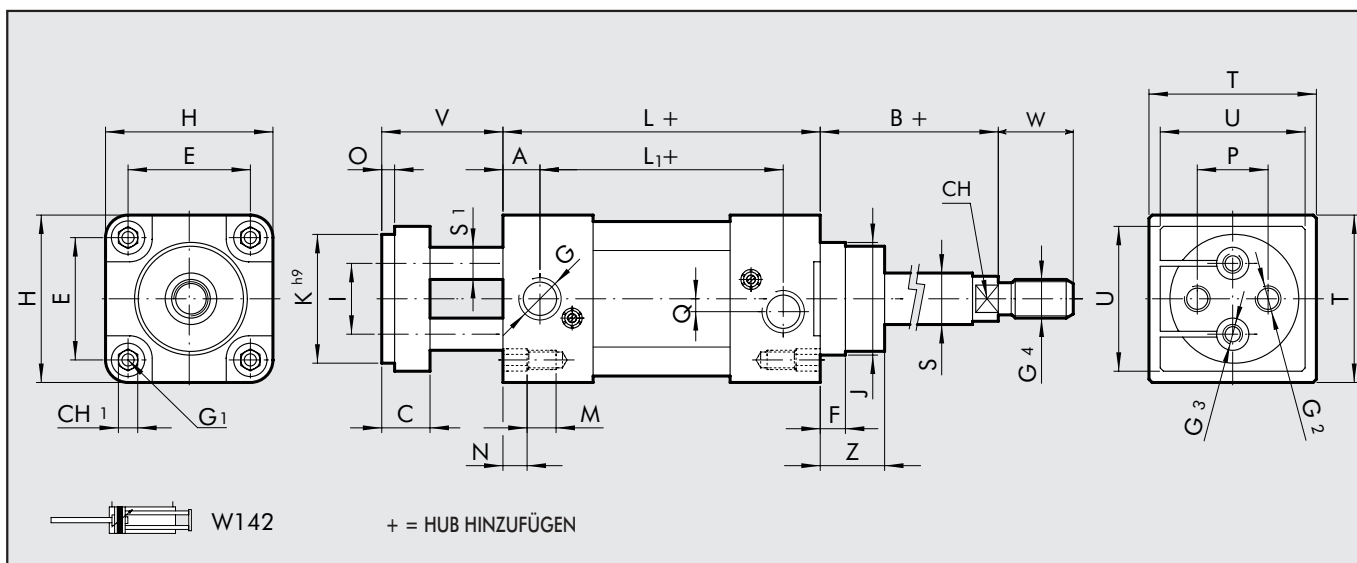 H
E
H
E
CH 1
G1
V
L +
B +
W
O
A
L1+
S 1
G
CH
K h9
I
Q
S
J
G 4
C
M
N
F
Z
T
U
P
U
T
G 3
G 2
W142
+ = HUB HINZUFÜGEN